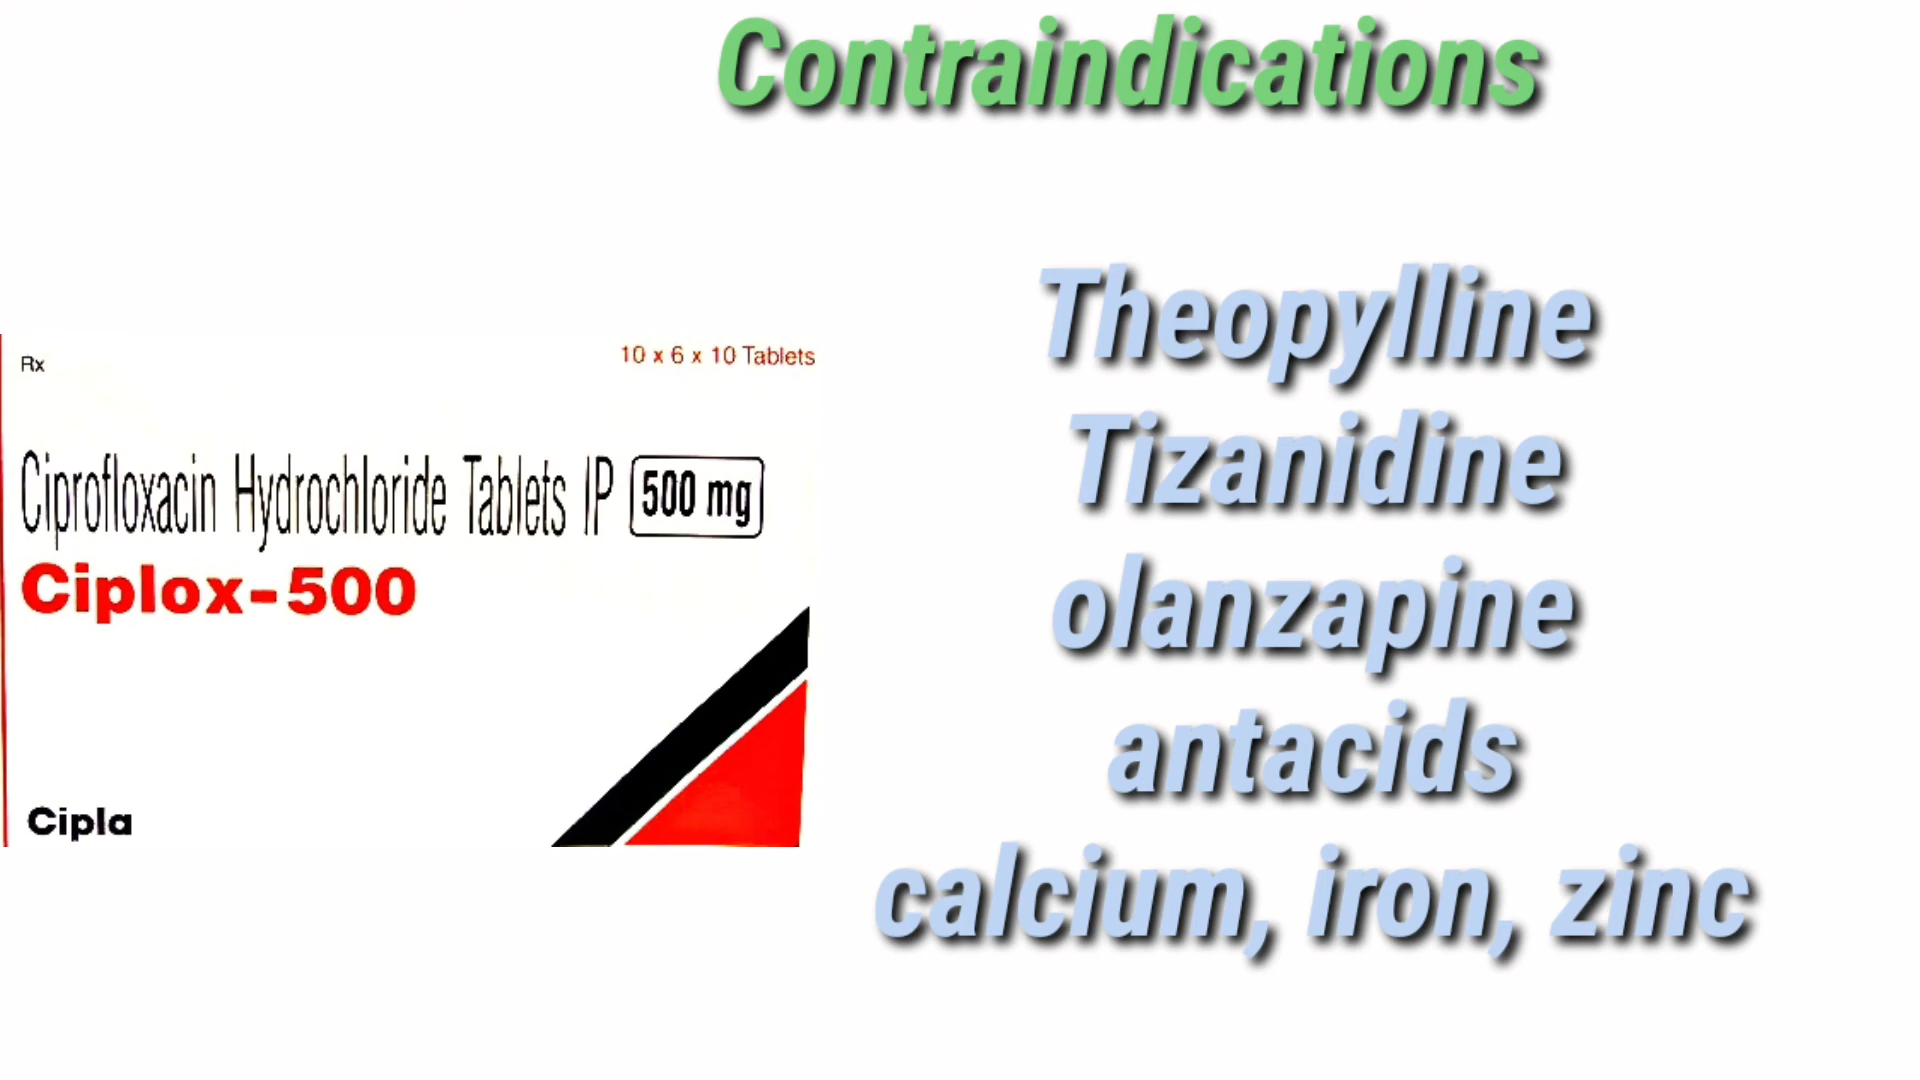 Contraindications
Rx
10 x 6 x 10 Tablets
Ciprofloxacin Hydrochloride Tablets IP 500 mg
Ciplox-500
Cipla
Theopylline
Tizanidine
olanzapine
antacids
calcium, iron, zinc